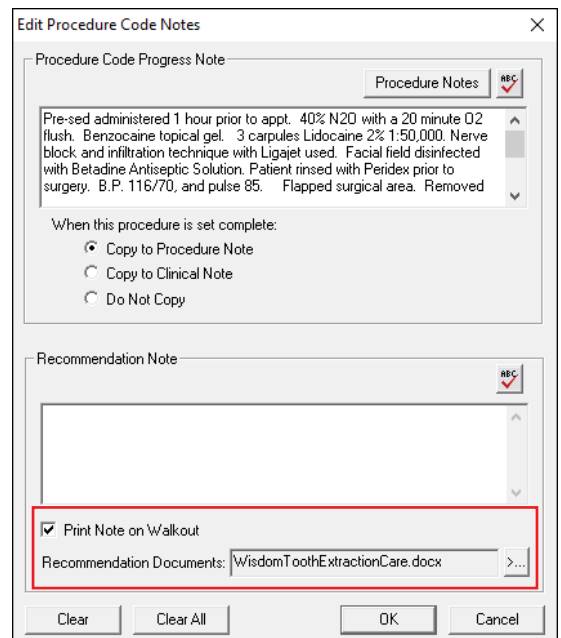 Edit Procedure Code Notes
Procedure Code Progress Note
Procedure Notes
ABC
Pre-sed administered 1 hour prior to appt.  40% N2O with a 20 minute O2
flush.  Benzocaine topical gel.   3 carpules Lidocaine 2% 1:50,000. Nerve
block and infiltration technique with Ligajet used.  Facial field disinfected
with Betadine Antiseptic Solution. Patient rinsed with Peridex prior to
surgery.  B.P. 116/70, and pulse 85.    Flapped surgical area.  Removed
When this procedure is set complete:
Copy to Procedure Note
Copy to Clinical Note
Do Not Copy
Recommendation Note
ABC
Print Note on Walkout
Recommendation Documents: WisdomToothExtractionCare.docx >...
Clear Clear All OK Cancel